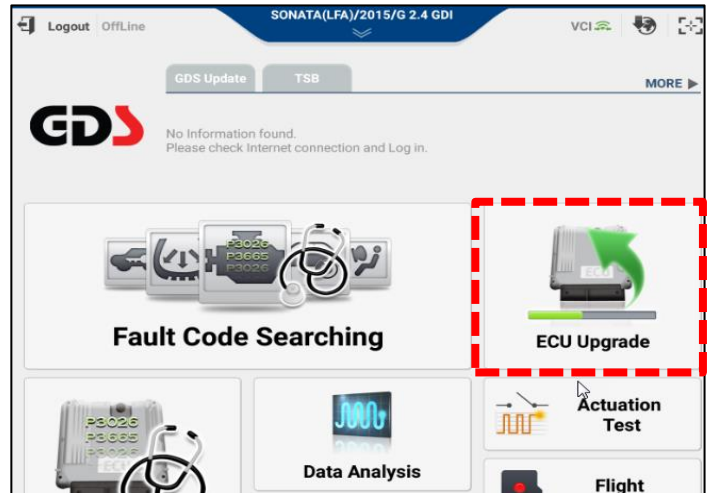 Logout OffLine
SONATA(LFA)/2015/G 2.4 GDI
VCI
GDS Update
TSB
MORE
GDS
No Information found.
Please check Internet connection and Log in.
P3026
P3665
P3026
Fault Code Searching
ECU
ECU Upgrade
P3026
P3665
P3026
ECU
Data Analysis
Actuation
Test
Flight